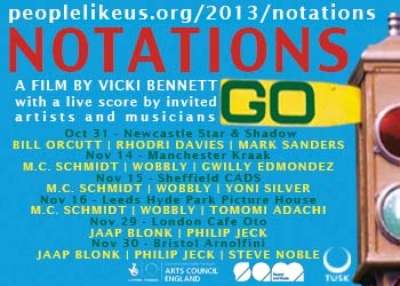 peoplelikeus.org/2013/notations
NOTATIONS
A FILM BY VICKI BENNETT
with a live score by invited
artists and musicians
GO
Oct 31 - Newcastle Star & Shadow
BILL ORCUTT | RHODRI DAVIES | MARK SANDERS
Nov 14 - Manchester Kraak
M.C. SCHMIDT | WOBBLY | GWILLY EDMONDEZ
Nov 15 - Sheffield CADS
M.C. SCHMIDT | WOBBLY | YONI SILVER
Nov 16 - Leeds Hyde Park Picture House
M.C. SCHMIDT | WOBBLY | TOMOMI ADACHI
Nov 29 - London Cafe Oto
JAAP BLONK | PHILIP JECK
Nov 30 - Bristol Arnolfini
JAAP BLONK | PHILIP JECK | STEVE NOBLE
ARTS COUNCIL
ENGLAND
TUSK